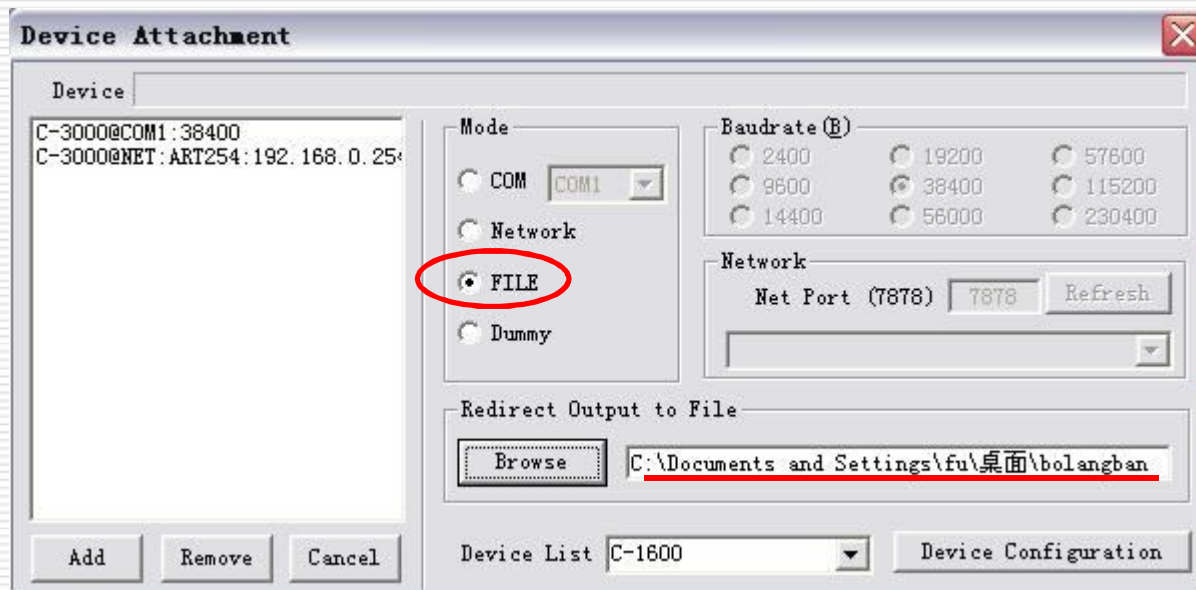 Device Attachment
Device
C-3000@COM1:38400
C-3000@NET:ART254:192.168.0.254
Mode
COM COM1
Network
FILE
Dummy
Baudrate(B)
2400 19200 57600
9600 38400 115200
14400 56000 230400
Network
Net Port (7878) 7878 Refresh
Redirect Output to File
Browse C:\Documents and Settings\fu\桌面\bolangban
Add Remove Cancel
Device List C-1600 Device Configuration